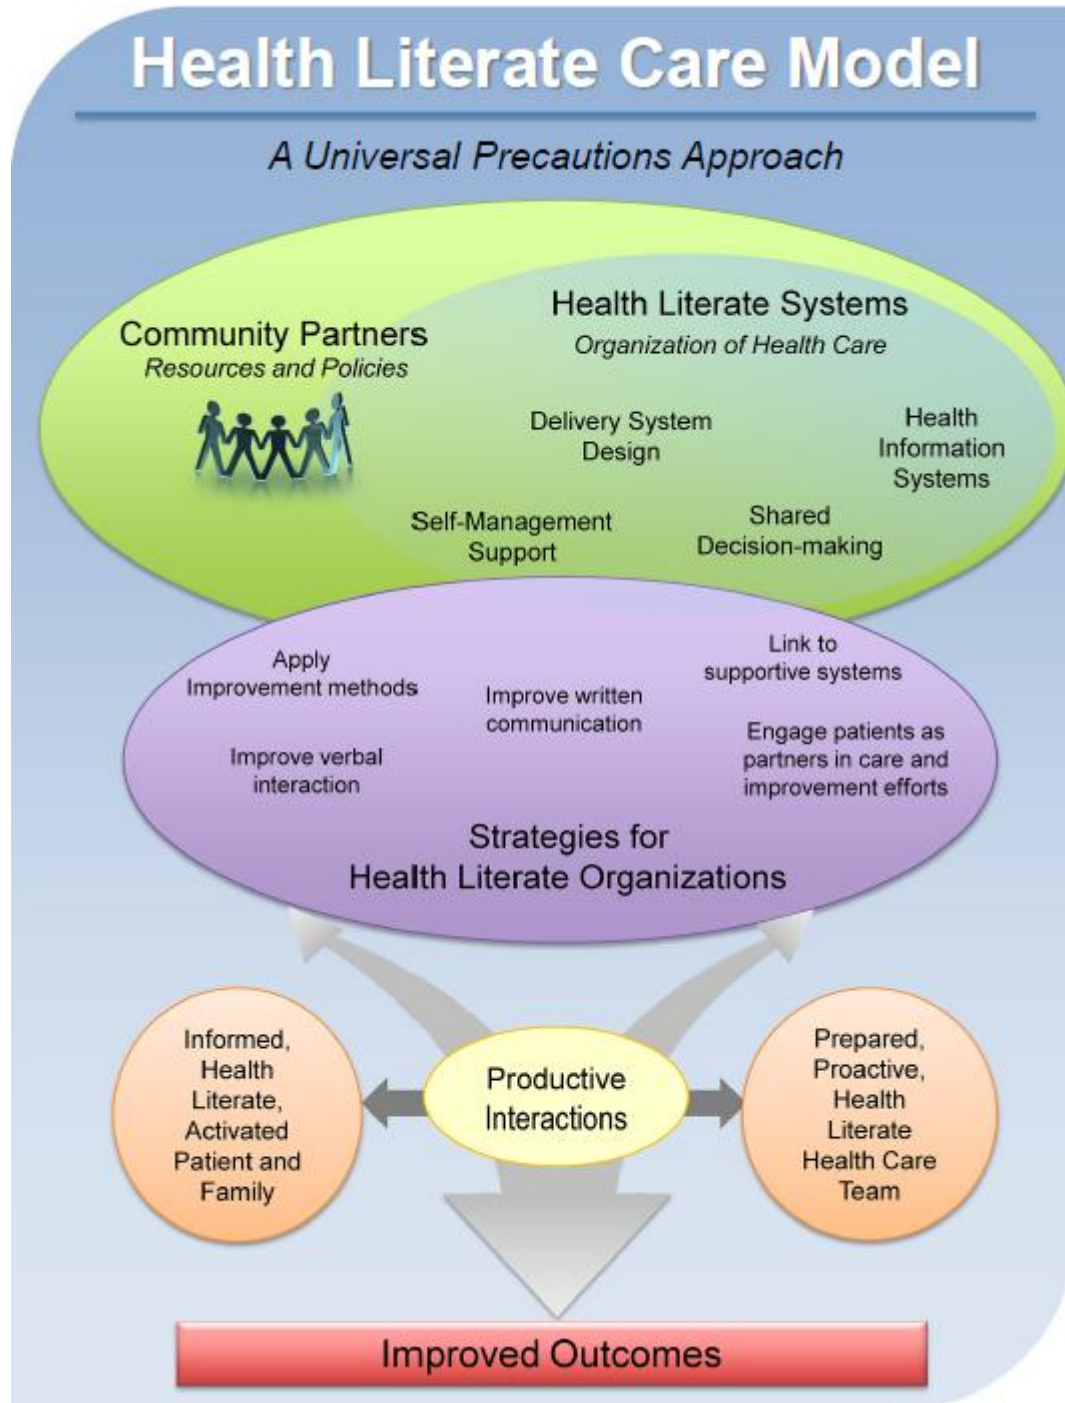 Health Literate Care Model
A Universal Precautions Approach
Community Partners
Resources and Policies
Health Literate Systems
Organization of Health Care
Delivery System
Design
Health
Information
Systems
Self-Management
Support
Shared
Decision-making
Apply
Improvement methods
Improve written
communication
Link to
supportive systems
Improve verbal
interaction
Engage patients as
partners in care and
improvement efforts
Strategies for
Health Literate Organizations
Informed,
Health
Literate,
Activated
Patient and
Family
Productive
Interactions
Prepared,
Proactive,
Health
Literate
Health Care
Team
Improved Outcomes